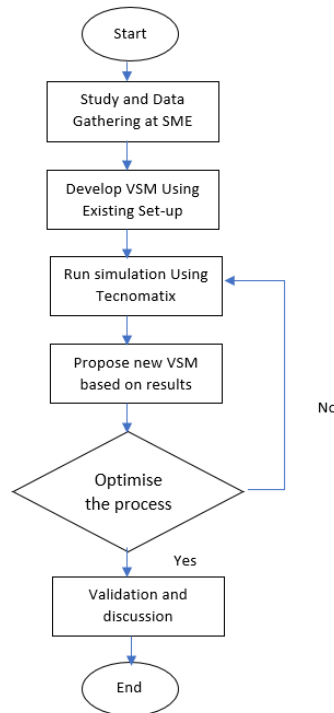 Start
Study and Data
Gathering at SME
Develop VSM Using
Existing Set-up
Run simulation Using
Tecnomatix
Propose new VSM
based on results
No
Optimise
the process
Yes
Validation and
discussion
End